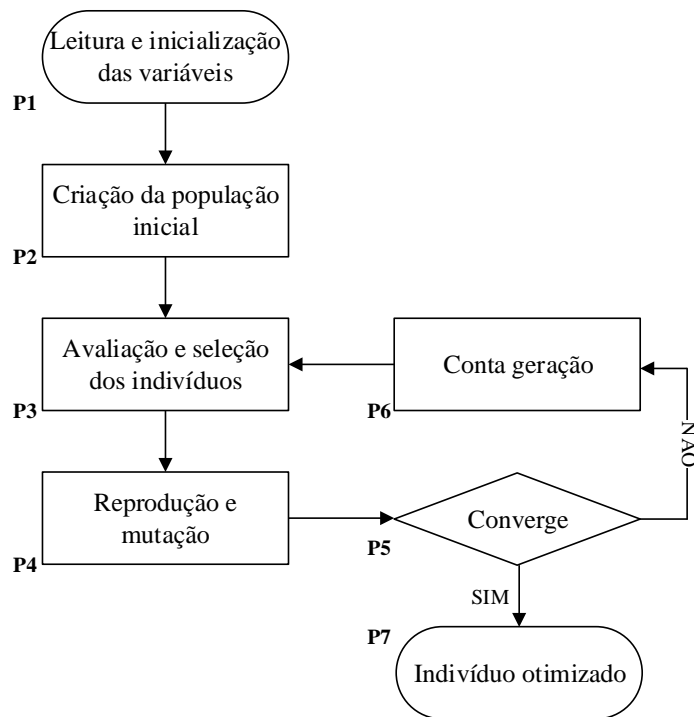 Leitura e inicialização
das variáveis
P1
Criação da população
inicial
P2
Avaliação e seleção
dos indivíduos
P3
Conta geração
P6
NÃO
Reprodução e
mutação
P4
Converge
P5
SIM
P7
Indivíduo otimizado